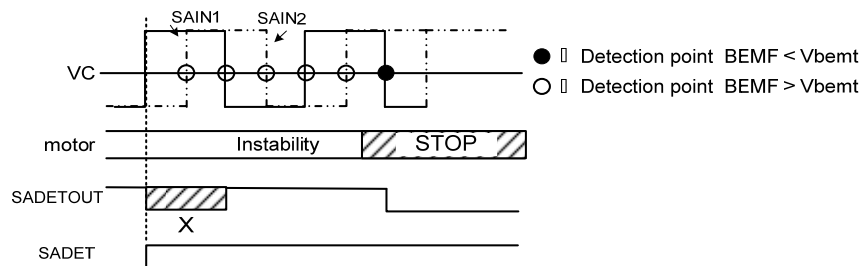 SAIN1
SAIN2
VC
● ▯ Detection point BEMF < Vbemt
○ ▯ Detection point BEMF > Vbemt
motor
Instability
STOP
SADETOUT
X
SADET